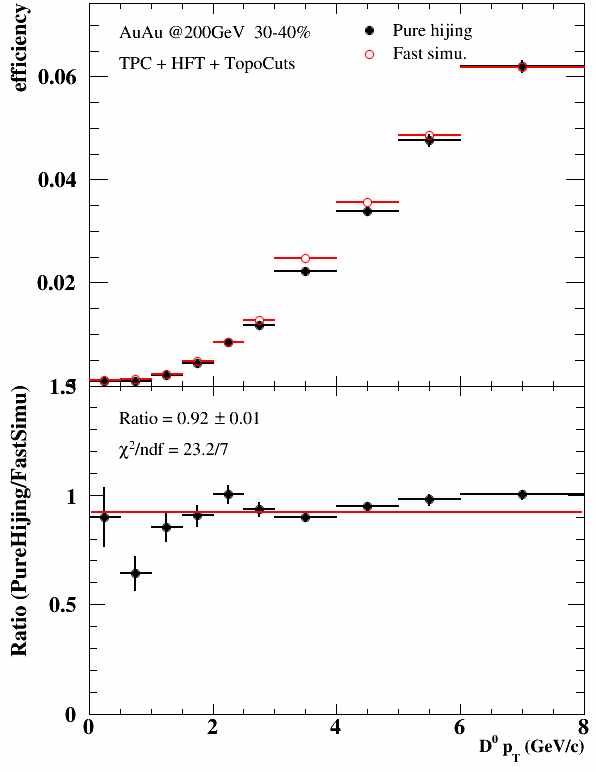 efficiency
AuAu @200GeV 30-40%
TPC + HFT + TopoCuts
Pure hijing
Fast simu.
0.06
0.04
0.02
1.5
Ratio (PureHijing/FastSimu)
Ratio = 0.92 ± 0.01
χ²/ndf = 23.2/7
1
0.5
0
0 2 4 6 8
D⁰ p_T (GeV/c)